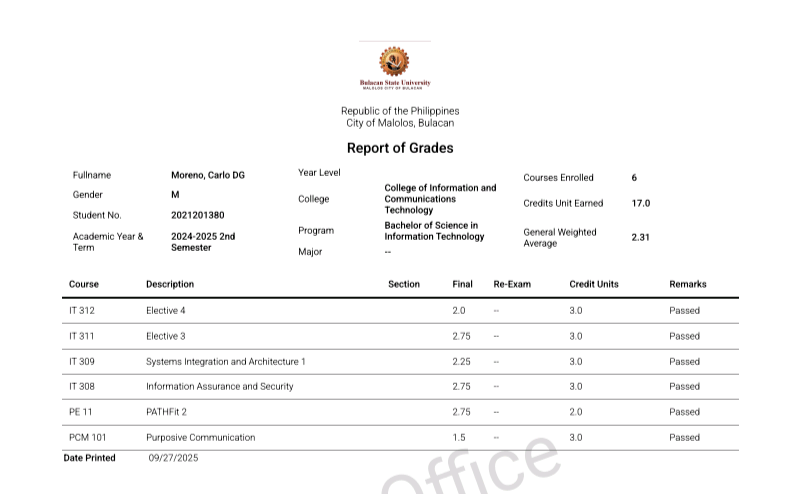 Bulacan State University
MALOLOS CITY OF BULACAN
Republic of the Philippines
City of Malolos, Bulacan
Report of Grades
Fullname Moreno, Carlo DG
Gender M
Student No. 2021201380
Academic Year & Term 2024-2025 2nd Semester
Year Level
College College of Information and Communications Technology
Program Bachelor of Science in Information Technology
Major --
Courses Enrolled 6
Credits Unit Earned 17.0
General Weighted Average 2.31
Course Description Section Final Re-Exam Credit Units Remarks
IT 312 Elective 4 2.0 -- 3.0 Passed
IT 311 Elective 3 2.75 -- 3.0 Passed
IT 309 Systems Integration and Architecture 1 2.25 -- 3.0 Passed
IT 308 Information Assurance and Security 2.75 -- 3.0 Passed
PE 11 PATHFit 2 2.75 -- 2.0 Passed
PCM 101 Purposive Communication 1.5 -- 3.0 Passed
Date Printed 09/27/2025
Office